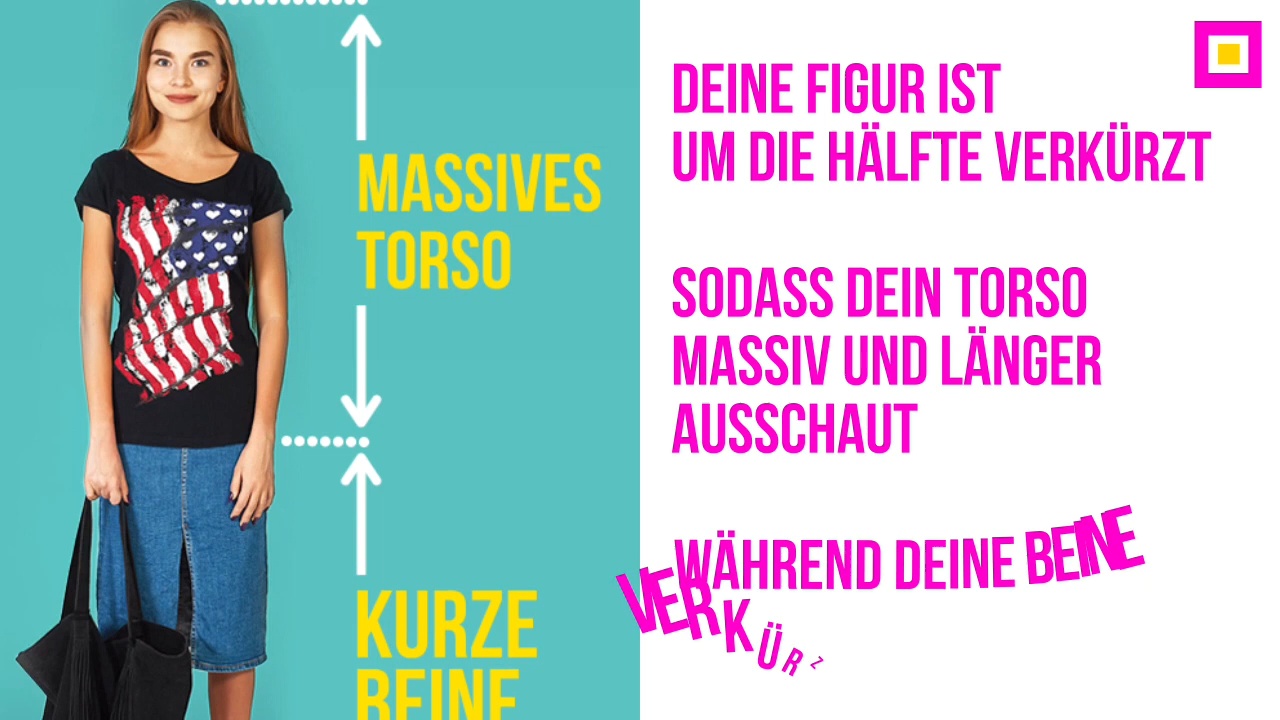 MASSIVES
TORSO
KURZE
BEINE
DEINE FIGUR IST
UM DIE HÄLFTE VERKÜRZT
SODASS DEIN TORSO
MASSIV UND LÄNGER
AUSSCHAUT
WÄHREND DEINE BEINE
VERKÜRZ